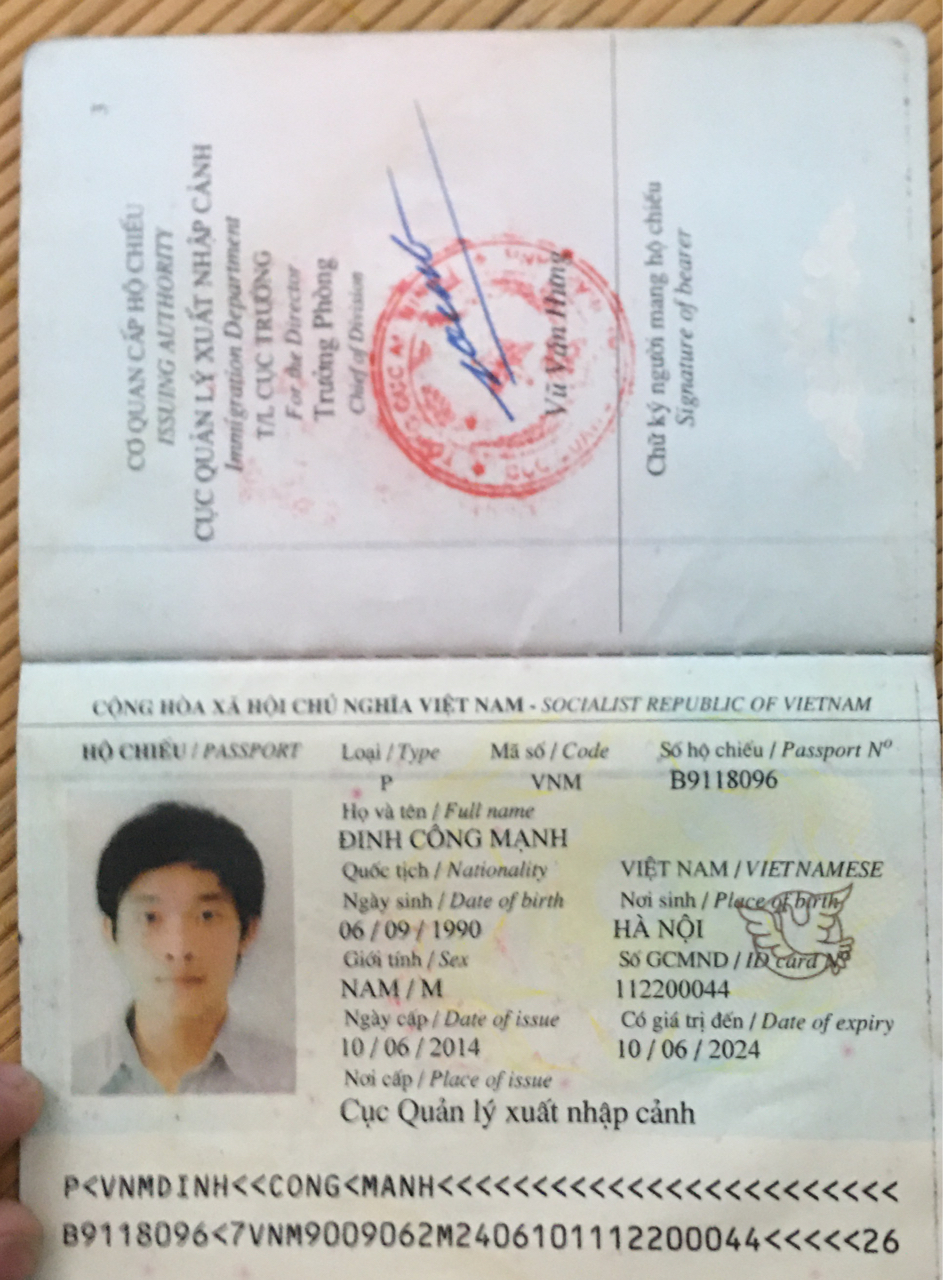 3
CƠ QUAN CẤP HỘ CHIẾU
ISSUING AUTHORITY
CỤC QUẢN LÝ XUẤT NHẬP CẢNH
Immigration Department
T/L CỤC TRƯỞNG
For the Director
Trưởng Phòng
Chief of Division
Vũ Văn Hưng
Chữ ký người mang hộ chiếu
Signature of bearer
CỘNG HÒA XÃ HỘI CHỦ NGHĨA VIỆT NAM - SOCIALIST REPUBLIC OF VIETNAM
HỘ CHIẾU / PASSPORT Loại / Type Mã số / Code Số hộ chiếu / Passport Nº
P VNM B9118096
Họ và tên / Full name
ĐINH CÔNG MẠNH
Quốc tịch / Nationality VIỆT NAM / VIETNAMESE
Ngày sinh / Date of birth Nơi sinh / Place of birth
06 / 09 / 1990 HÀ NỘI
Giới tính / Sex Số GCMND / ID card Nº
NAM / M 112200044
Ngày cấp / Date of issue Có giá trị đến / Date of expiry
10 / 06 / 2014 10 / 06 / 2024
Nơi cấp / Place of issue
Cục Quản lý xuất nhập cảnh
P<VNMDINH<<CONG<MANH<<<<<<<<<<<<<<<<<<<<<<<<
B9118096<7VNM9009062M2406101112200044<<<<<26